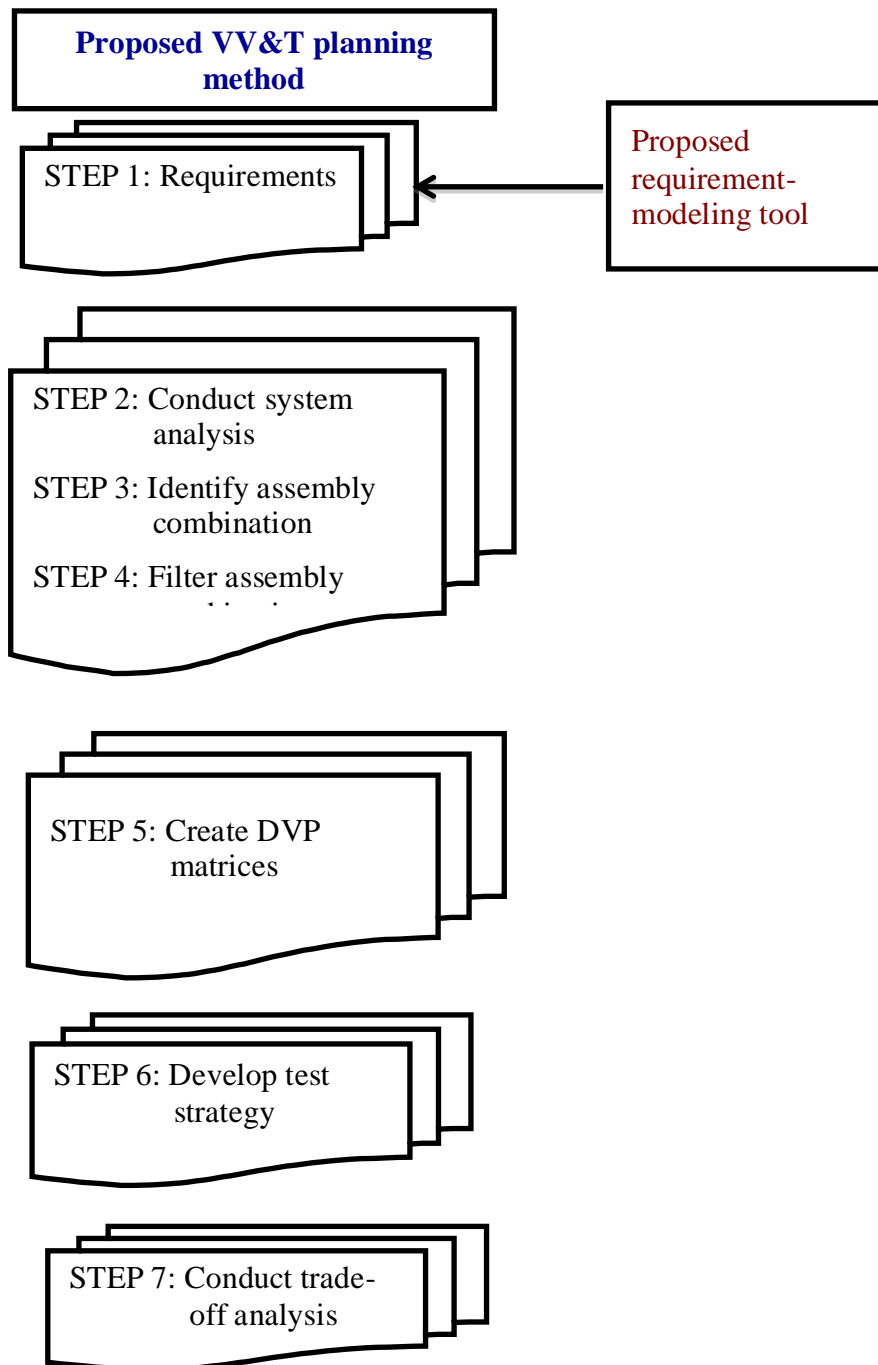 Proposed VV&T planning
method
STEP 1: Requirements
Proposed
requirement-
modeling tool
STEP 2: Conduct system
analysis
STEP 3: Identify assembly
combination
STEP 4: Filter assembly
STEP 5: Create DVP
matrices
STEP 6: Develop test
strategy
STEP 7: Conduct trade-
off analysis